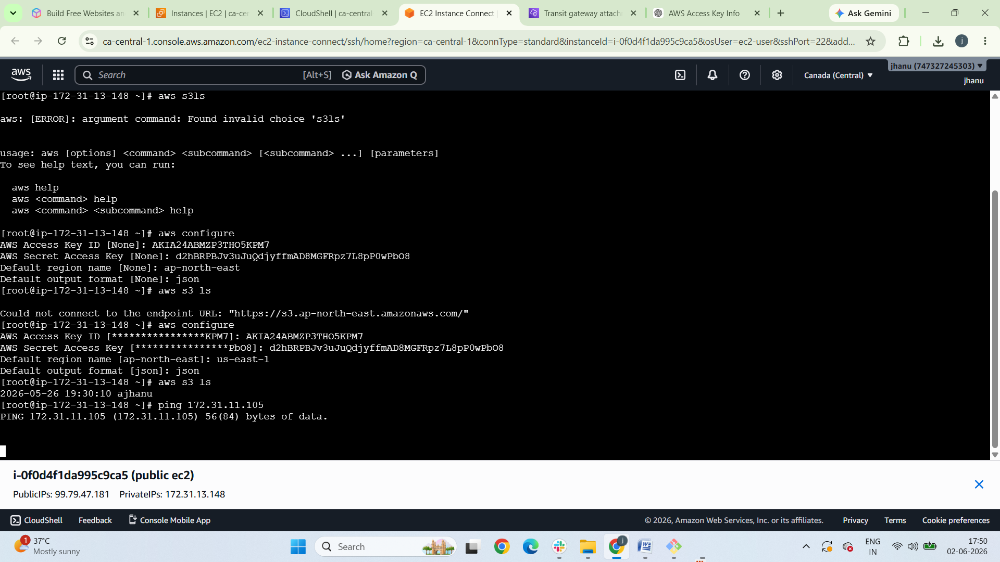 Build Free Websites an
Instances | EC2 | ca-cen
CloudShell | ca-central-
EC2 Instance Connect |
Transit gateway attach
AWS Access Key Info
Ask Gemini
ca-central-1.console.aws.amazon.com/ec2-instance-connect/ssh/home?region=ca-central-1&connType=standard&instanceId=i-0f0d4f1da995c9ca5&osUser=ec2-user&sshPort=22&add...
j
aws
Search
[Alt+S]
Ask Amazon Q
Canada (Central)
jhanu (747327245303)
jhanu
[root@ip-172-31-13-148 ~]# aws s3ls
aws: [ERROR]: argument command: Found invalid choice 's3ls'
usage: aws [options] <command> <subcommand> [<subcommand> ...] [parameters]
To see help text, you can run:
aws help
aws <command> help
aws <command> <subcommand> help
[root@ip-172-31-13-148 ~]# aws configure
AWS Access Key ID [None]: AKIA24ABMZP3THO5KPM7
AWS Secret Access Key [None]: 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
Default region name [None]: ap-north-east
Default output format [None]: json
[root@ip-172-31-13-148 ~]# aws s3 ls
Could not connect to the endpoint URL: "https://s3.ap-north-east.amazonaws.com/"
[root@ip-172-31-13-148 ~]# aws configure
AWS Access Key ID [****************KPM7]: AKIA24ABMZP3THO5KPM7
AWS Secret Access Key [****************PbO8]: 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
Default region name [ap-north-east]: us-east-1
Default output format [json]: json
[root@ip-172-31-13-148 ~]# aws s3 ls
2026-05-26 19:30:10 ajhanu
[root@ip-172-31-13-148 ~]# ping 172.31.11.105
PING 172.31.11.105 (172.31.11.105) 56(84) bytes of data.
i-0f0d4f1da995c9ca5 (public ec2)
PublicIPs: 99.79.47.181 PrivateIPs: 172.31.13.148
CloudShell
Feedback
Console Mobile App
© 2026, Amazon Web Services, Inc. or its affiliates.
Privacy
Terms
Cookie preferences
1
37°C
Mostly sunny
Search
j
ENG
IN
17:50
02-06-2026